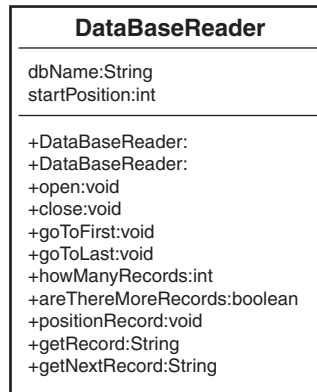 DataBaseReader
dbName:String
startPosition:int
+DataBaseReader:
+DataBaseReader:
+open:void
+close:void
+goToFirst:void
+goToLast:void
+howManyRecords:int
+areThereMoreRecords:boolean
+positionRecord:void
+getRecord:String
+getNextRecord:String